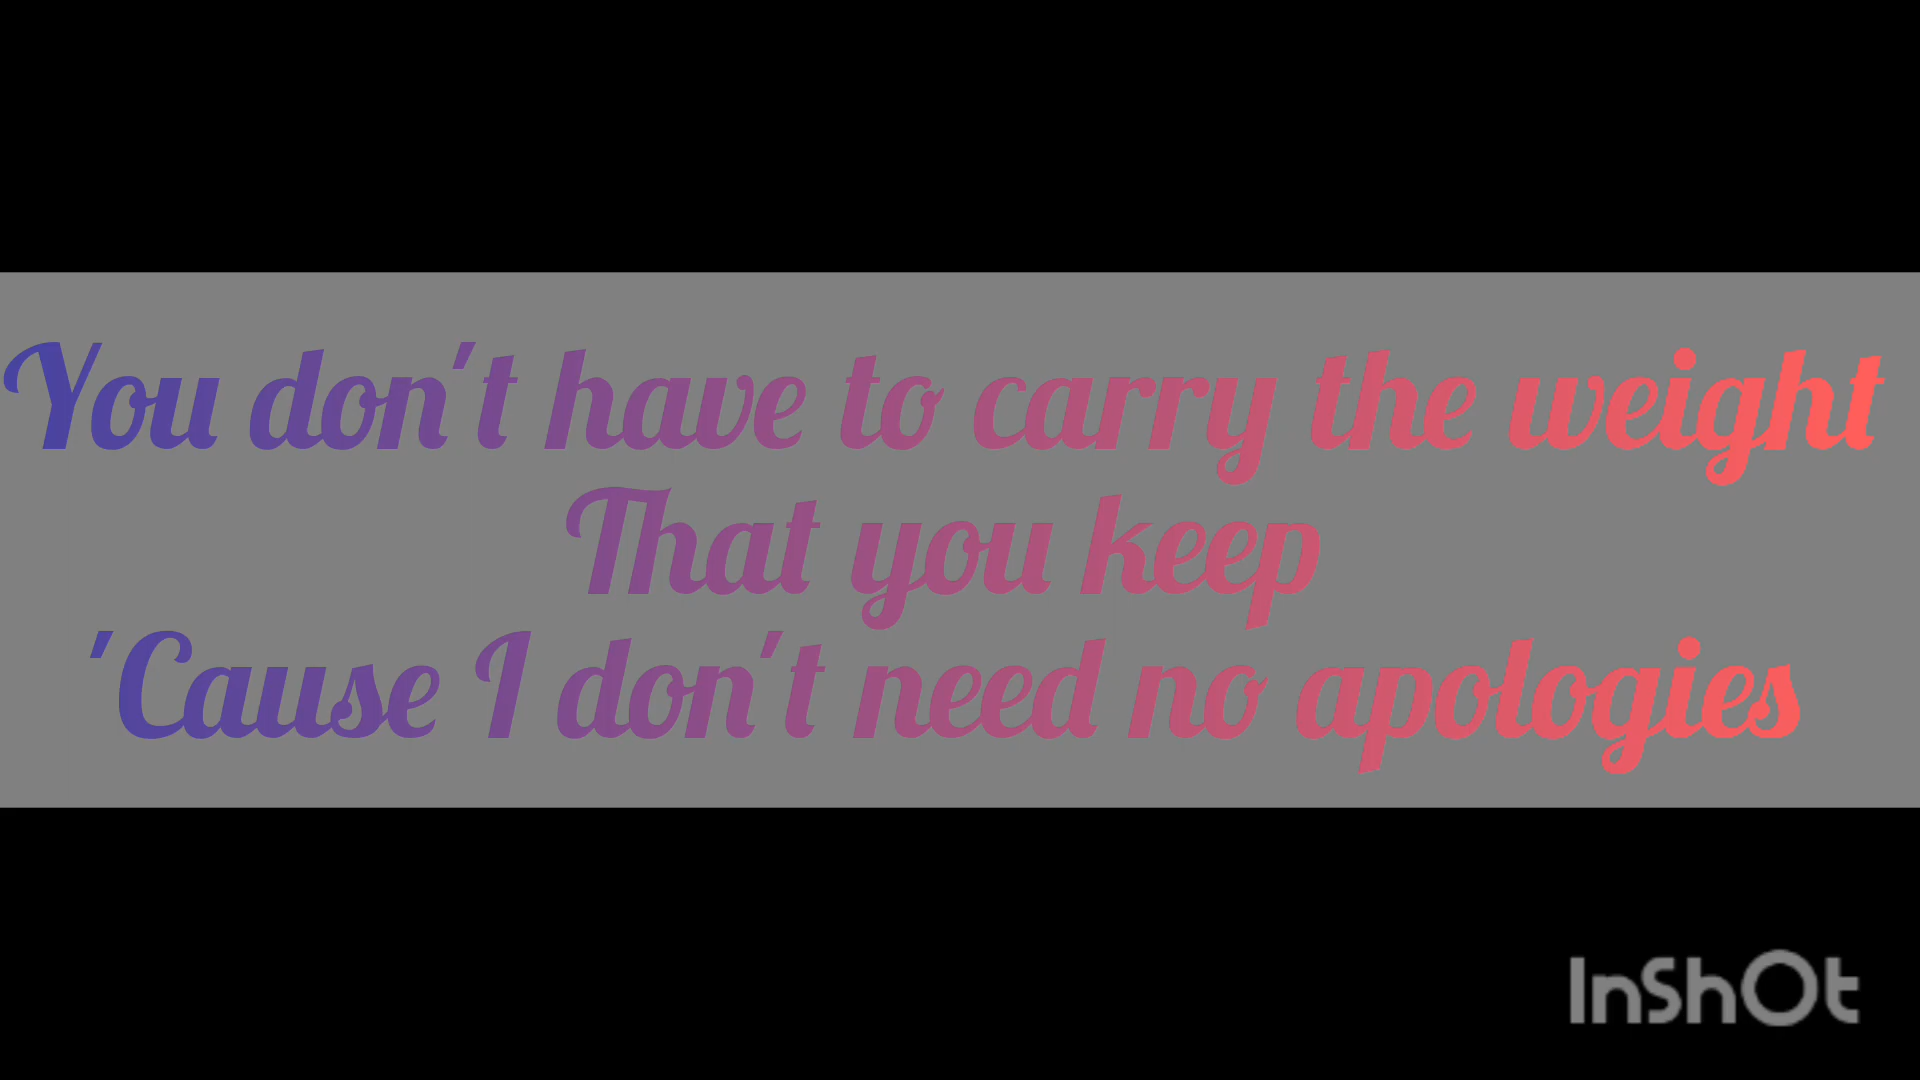 You don't have to carry the weight
That you keep
'Cause I don't need no apologies
InShOt